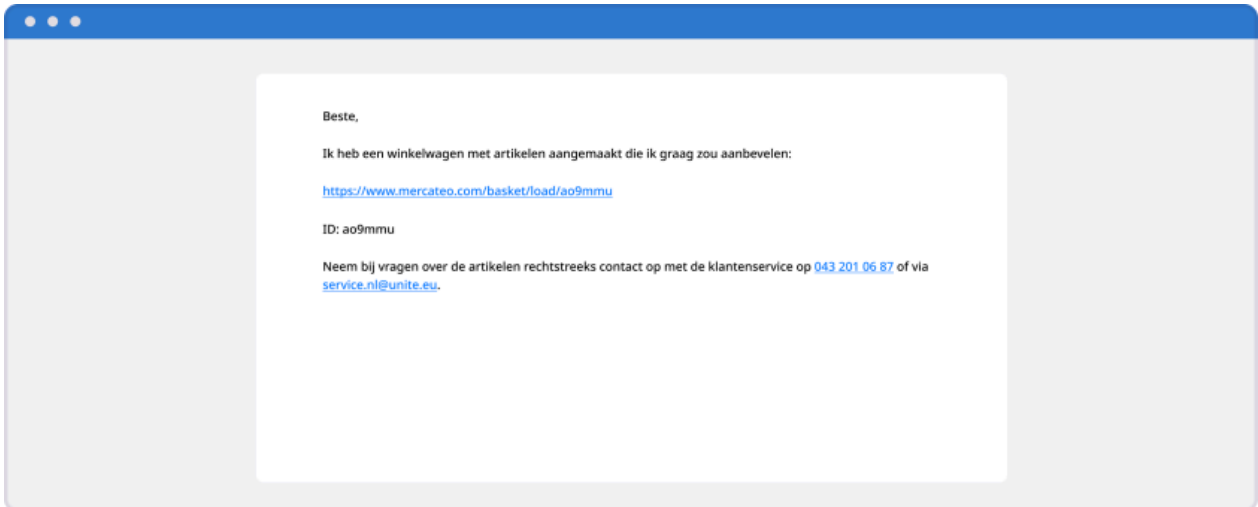 Beste,
Ik heb een winkelwagen met artikelen aangemaakt die ik graag zou aanbevelen:
https://www.mercateo.com/basket/load/ao9mmu
ID: ao9mmu
Neem bij vragen over de artikelen rechtstreeks contact op met de klantenservice op 043 201 06 87 of via
service.nl@unite.eu.